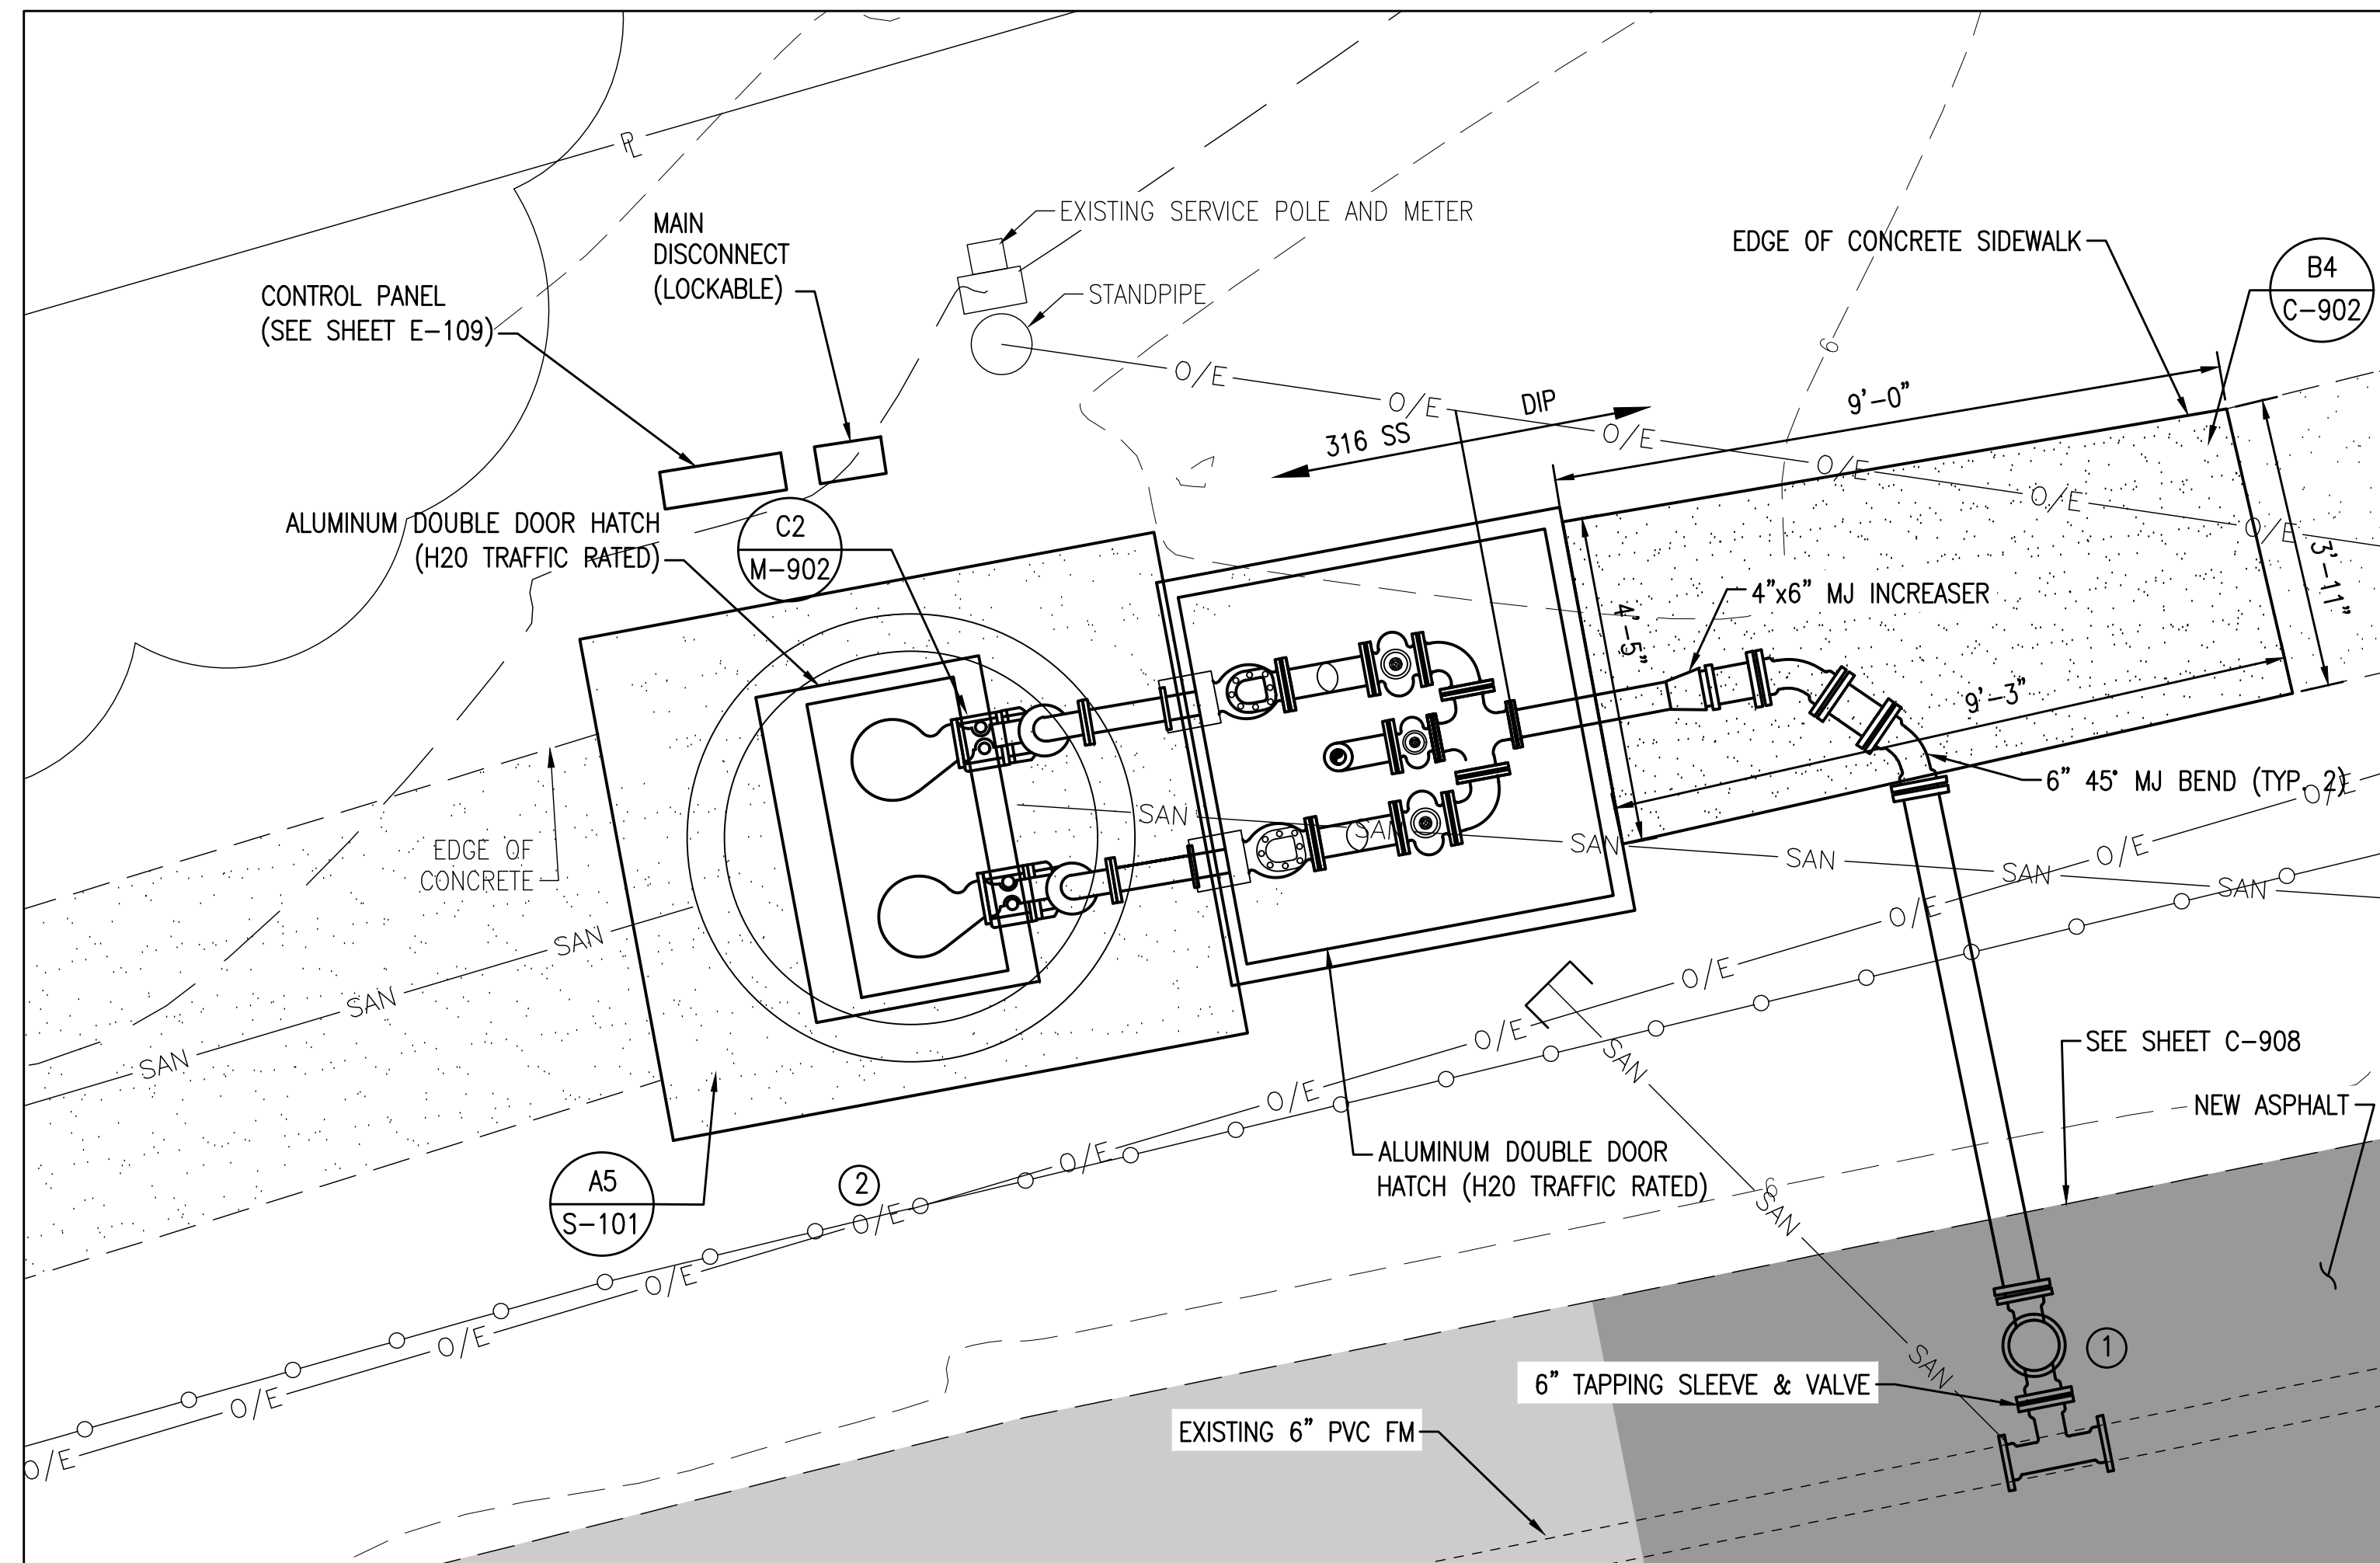 PL
EXISTING SERVICE POLE AND METER
MAIN
DISCONNECT
(LOCKABLE)
EDGE OF CONCRETE SIDEWALK
B4
C-902
CONTROL PANEL
(SEE SHEET E-109)
STANDPIPE
6
O/E
O/E
O/E
O/E
O/E
O/E
DIP
316 SS
9'-0"
3'-11"
ALUMINUM DOUBLE DOOR HATCH
(H20 TRAFFIC RATED)
C2
M-902
4"x6" MJ INCREASER
4'-5"
9'-3"
6" 45° MJ BEND (TYP. 2)
O/E
EDGE OF
CONCRETE
SAN
SAN
SAN
SAN
SAN
SAN
SAN
SAN
SAN
O/E
O/E
O/E
O/E
O/E
O/E
O/E
O/E
O/E
O/E
O/E
SAN
SAN
SAN
SEE SHEET C-908
NEW ASPHALT
ALUMINUM DOUBLE DOOR
HATCH (H20 TRAFFIC RATED)
6
A5
S-101
2
1
6" TAPPING SLEEVE & VALVE
EXISTING 6" PVC FM